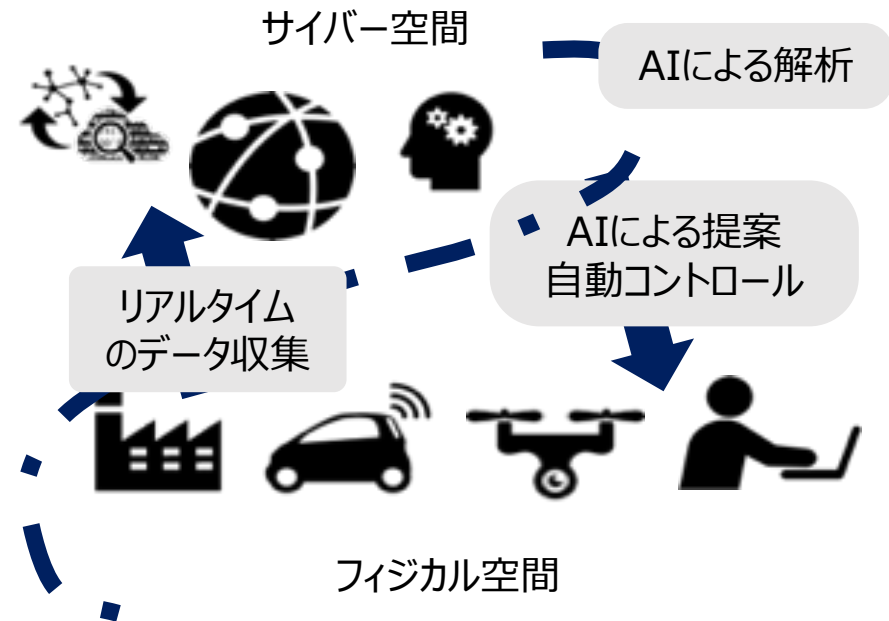 サイバー空間
AIによる解析
AIによる提案
自動コントロール
リアルタイム
のデータ収集
フィジカル空間